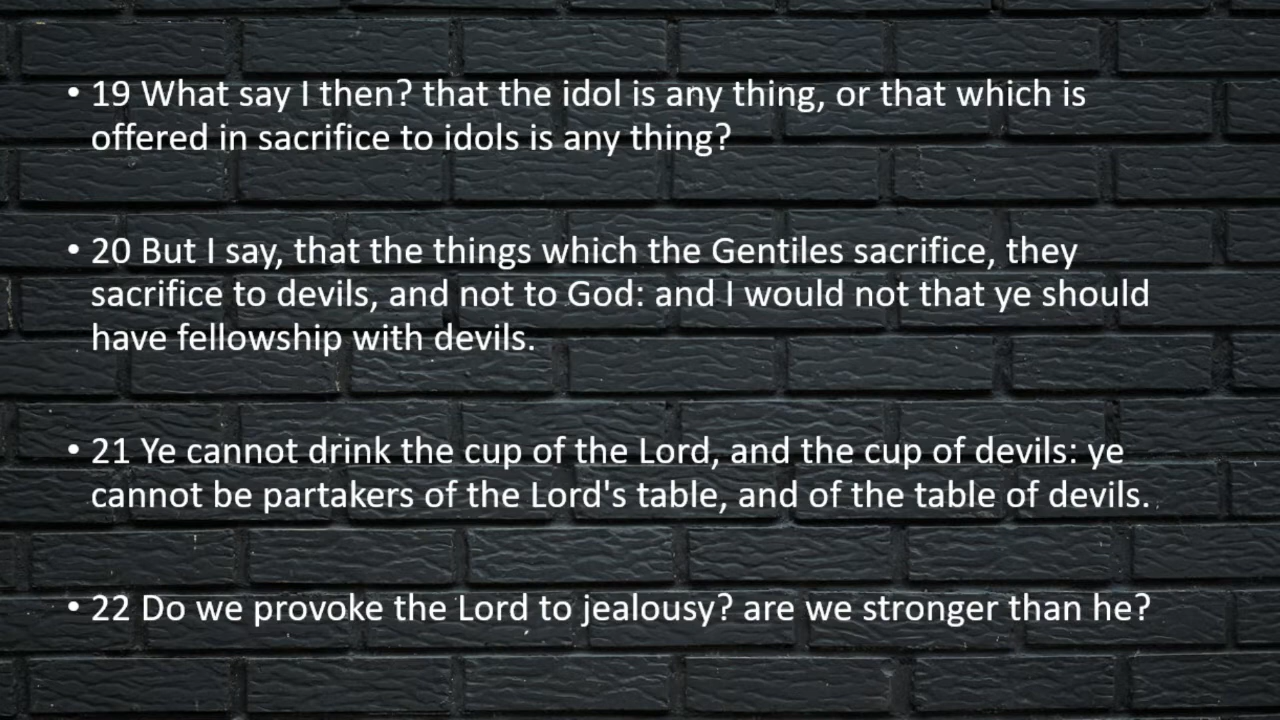 • 19 What say I then? that the idol is any thing, or that which is
offered in sacrifice to idols is any thing?
• 20 But I say, that the things which the Gentiles sacrifice, they
sacrifice to devils, and not to God: and I would not that ye should
have fellowship with devils.
• 21 Ye cannot drink the cup of the Lord, and the cup of devils: ye
cannot be partakers of the Lord's table, and of the table of devils.
• 22 Do we provoke the Lord to jealousy? are we stronger than he?